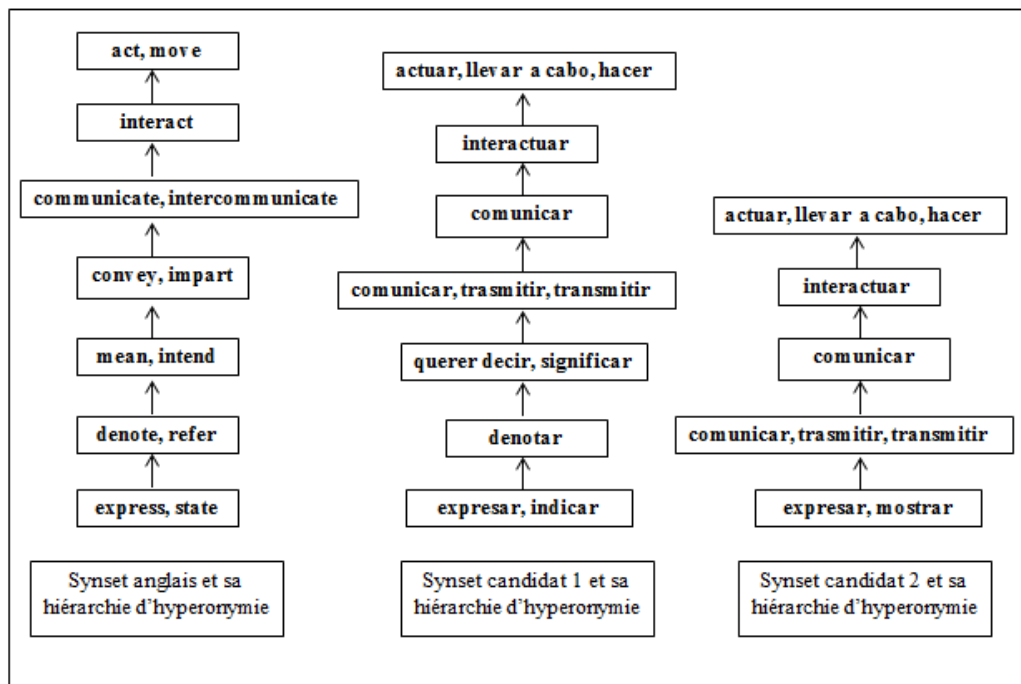 act, move
interact
communicate, intercommunicate
convey, impart
mean, intend
denote, refer
express, state
Synset anglais et sa
hiérarchie d'hyperonymie
actuar, llevar a cabo, hacer
interactuar
comunicar
comunicar, trasmitir, transmitir
querer decir, significar
denotar
expresar, indicar
Synset candidat 1 et sa
hiérarchie d'hyperonymie
actuar, llevar a cabo, hacer
interactuar
comunicar
comunicar, trasmitir, transmitir
expresar, mostrar
Synset candidat 2 et sa
hiérarchie d'hyperonymie